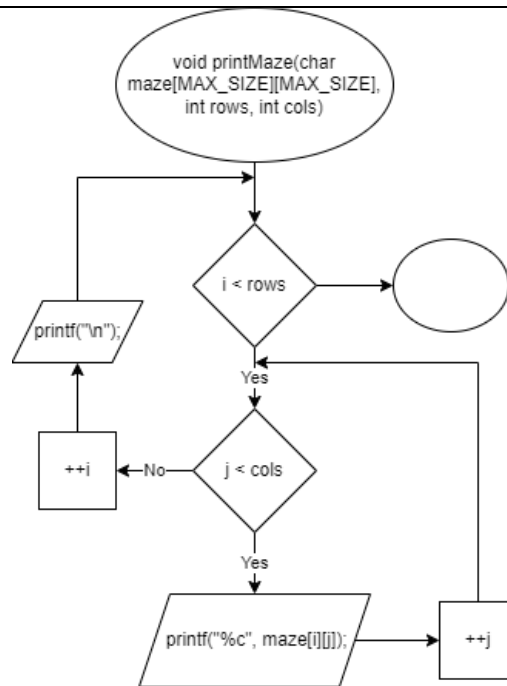 void printMaze(char
maze[MAX_SIZE][MAX_SIZE],
int rows, int cols)
i < rows
printf("\n");
Yes
++i
No
j < cols
Yes
printf("%c", maze[i][j]);
++j